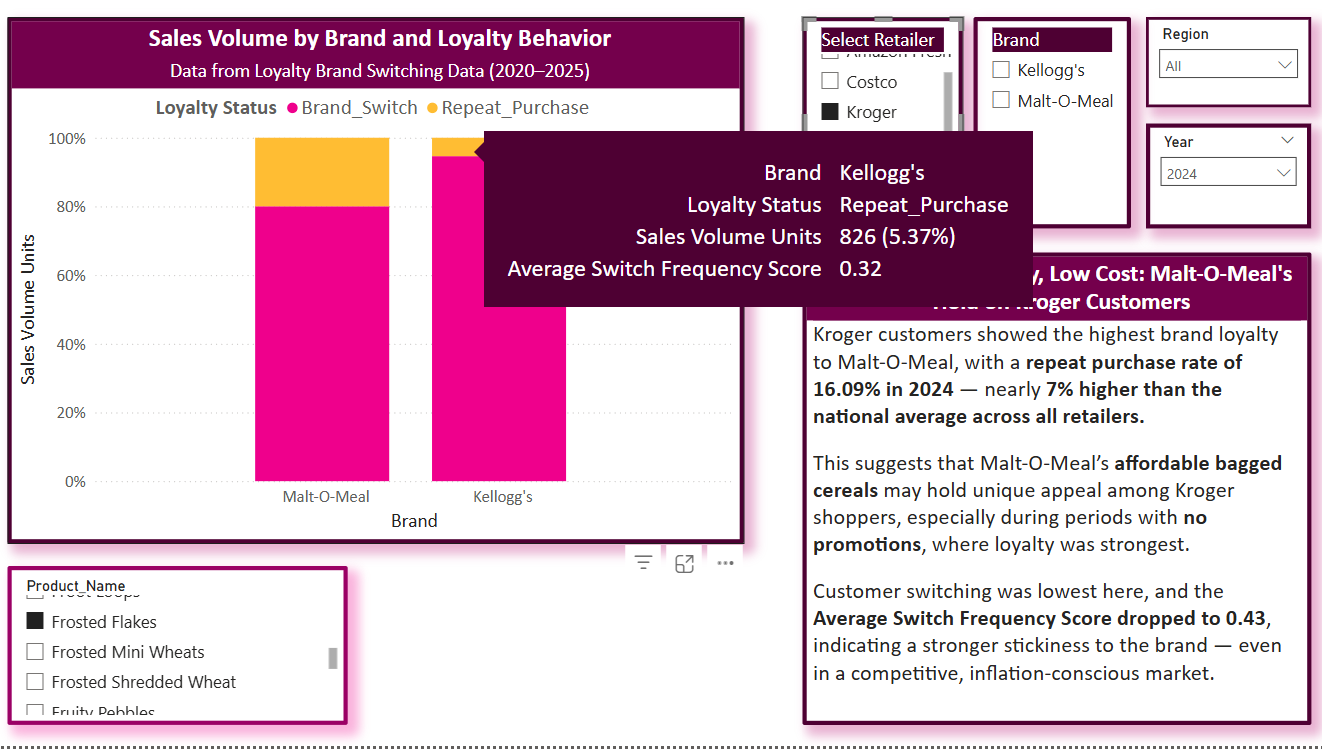 Sales Volume by Brand and Loyalty Behavior
Data from Loyalty Brand Switching Data (2020–2025)
Loyalty Status Brand_Switch Repeat_Purchase
100%
80%
60%
40%
20%
0%
Sales Volume Units
Malt-O-Meal Kellogg's
Brand
Brand Kellogg's
Loyalty Status Repeat_Purchase
Sales Volume Units 826 (5.37%)
Average Switch Frequency Score 0.32
Select Retailer
Amazon Fresh
Costco
Kroger
Brand
Kellogg's
Malt-O-Meal
Region
All
Year
2024
, Low Cost: Malt-O-Meal's
Kroger Customers
Kroger customers showed the highest brand loyalty
to Malt-O-Meal, with a repeat purchase rate of
16.09% in 2024 — nearly 7% higher than the
national average across all retailers.
This suggests that Malt-O-Meal’s affordable bagged
cereals may hold unique appeal among Kroger
shoppers, especially during periods with no
promotions, where loyalty was strongest.
Customer switching was lowest here, and the
Average Switch Frequency Score dropped to 0.43,
indicating a stronger stickiness to the brand — even
in a competitive, inflation-conscious market.
Product_Name
Froot Loops
Frosted Flakes
Frosted Mini Wheats
Frosted Shredded Wheat
Fruity Pebbles